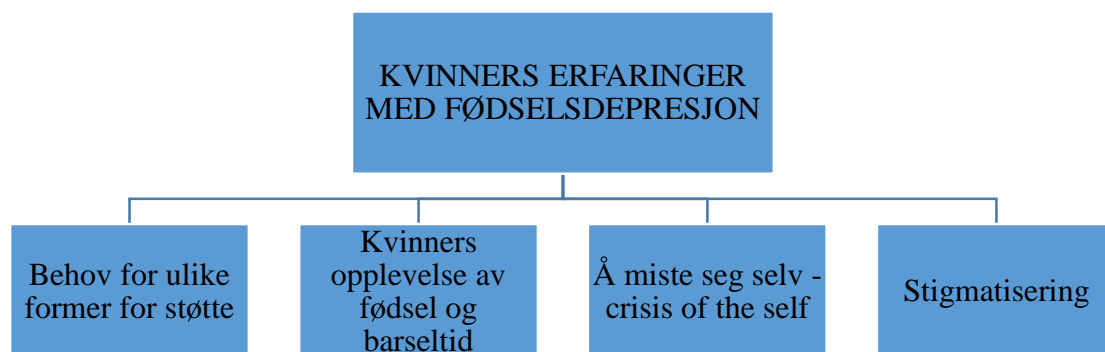 KVINNERS ERFARINGER
MED FØDSELSDEPRESJON
Behov for ulike
former for støtte
Kvinners
opplevelse av
fødsel og
barseltid
Å miste seg selv -
crisis of the self
Stigmatisering